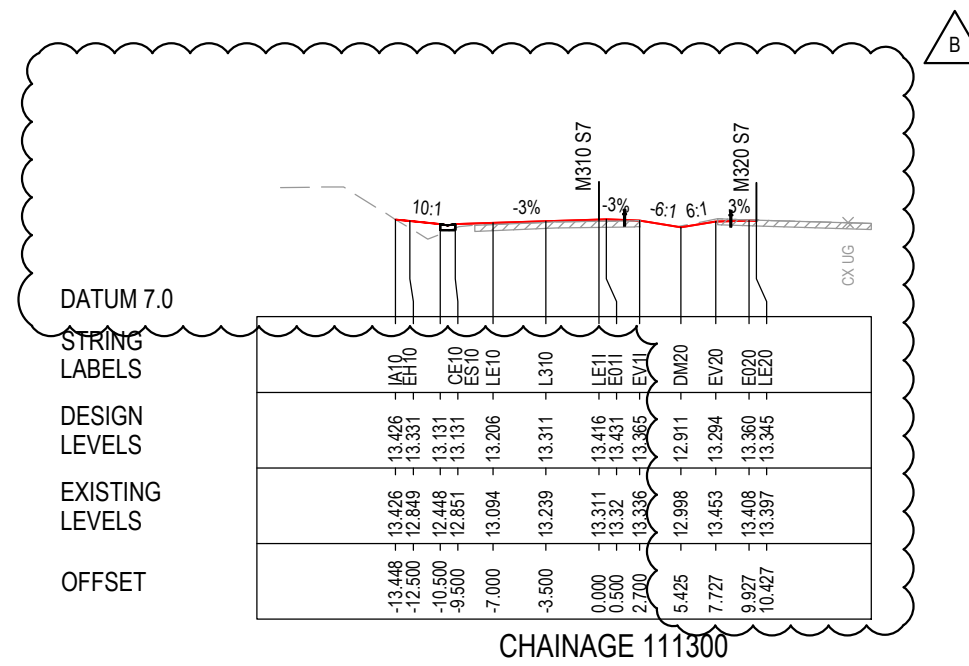 B
M310 S7
M320 S7
10:1
-3%
-3%
-6:1
6:1
3%
CX UG
DATUM 7.0
STRING
LABELS
IA10
EH10
CE10
ES10
LE10
L310
LE1I
E01I
EV1I
DM20
EV20
E020
LE20
DESIGN
LEVELS
13.426
13.331
13.131
13.131
13.206
13.311
13.416
13.431
13.365
12.911
13.294
13.360
13.345
EXISTING
LEVELS
13.426
12.849
12.448
12.851
13.094
13.239
13.311
13.32
13.336
12.998
13.453
13.408
13.397
OFFSET
-13.448
-12.500
-10.500
-9.500
-7.000
-3.500
0.000
0.500
2.700
5.425
7.727
9.927
10.427
CHAINAGE 111300